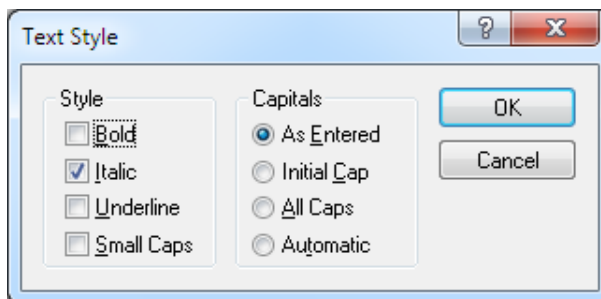 Text Style
?
X
Style
Bold
Italic
Underline
Small Caps
Capitals
As Entered
Initial Cap
All Caps
Automatic
OK
Cancel